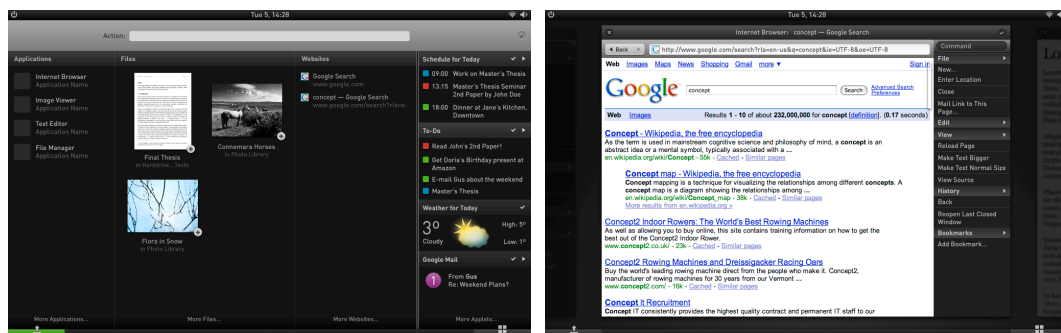 Tue 5, 14:28
Action:
Applications
Internet Browser
Application Name
Image Viewer
Application Name
Text Editor
Application Name
File Manager
Application Name
More Applications...
Files
Final Thesis
in Harddrive...Texts
Connemara Horses
in Photo Library
Flora in Snow
in Photo Library
More Files...
Websites
Google Search
www.google.com
concept — Google Search
www.google.com/search?rlse...
More Websites...
Schedule for Today
09:00 Work on Master's Thesis
13:15 Master's Thesis Seminar
2nd Paper by John Doe
18:00 Dinner at Jane's Kitchen,
Downtown
To-Do
Read John's 2nd Paper!
Get Doria's Birthday present at
Amazon
E-mail Gus about the weekend
Master's Thesis
Weather for Today
3°
Cloudy
High: 5°
Low: 1°
Google Mail
1
From Gus
Re: Weekend Plans?
More Applets...
Tue 5, 14:28
Internet Browser: concept — Google Search
Back
http://www.google.com/search?rls=en-us&q=concept&ie=UTF-8&oe=UTF-8
Web Images Maps News Shopping Gmail more ▼
Sign in
Google
concept
Search
Advanced Search
Preferences
Web Images
Results 1 - 10 of about 232,000,000 for concept [definition]. (0.17 seconds)
Concept - Wikipedia, the free encyclopedia
As the term is used in mainstream cognitive science and philosophy of mind, a concept is an
abstract idea or a mental symbol, typically associated with a ...
en.wikipedia.org/wiki/Concept - 55k - Cached - Similar pages
Concept map - Wikipedia, the free encyclopedia
Concept mapping is a technique for visualizing the relationships among different concepts. A
concept map is a diagram showing the relationships among ...
en.wikipedia.org/wiki/Concept_map - 38k - Cached - Similar pages
More results from en.wikipedia.org »
Concept2 Indoor Rowers: The World's Best Rowing Machines
As well as allowing you to buy online, this site contains training information on how to get the
best out of the Concept2 Indoor Rower.
www.concept2.co.uk/ - 23k - Cached - Similar pages
Concept2 Rowing Machines and Dreissigacker Racing Oars
Buy the world's leading rowing machine direct from the people who make it. Concept2,
manufacturer of rowing machines for 30 years from our Vermont ...
www.concept2.com/ - 16k - Cached - Similar pages
Concept It Recruitment
Concept IT consistently provides the highest quality contract and permanent IT staff to our
Command
File
New...
Enter Location
Close
Mail Link to This
Page...
Edit
View
Reload Page
Make Text Bigger
Make Text Normal Size
View Source
History
Back
Reopen Last Closed
Window
Bookmarks
Add Bookmark...